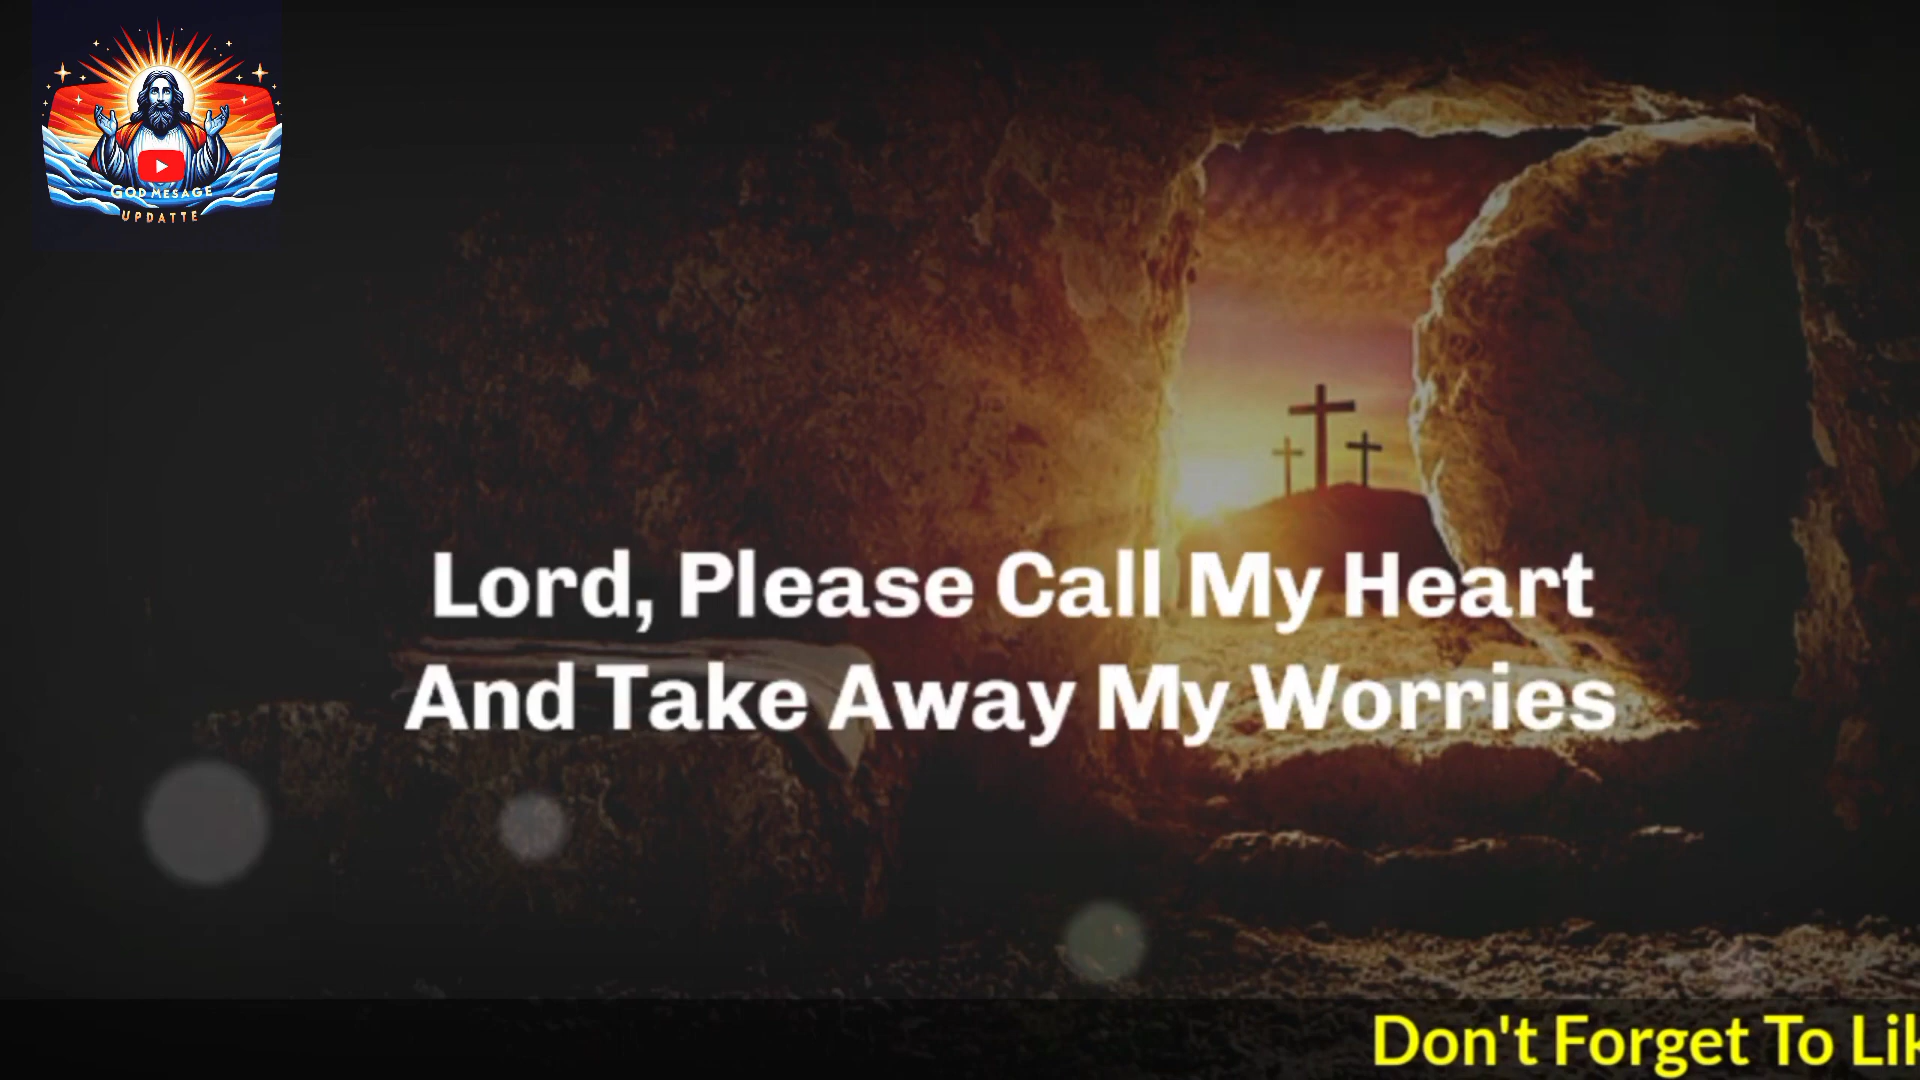 GOD MESAGE
UPDATTE
Lord, Please Call My Heart
And Take Away My Worries
Don't Forget To Lik